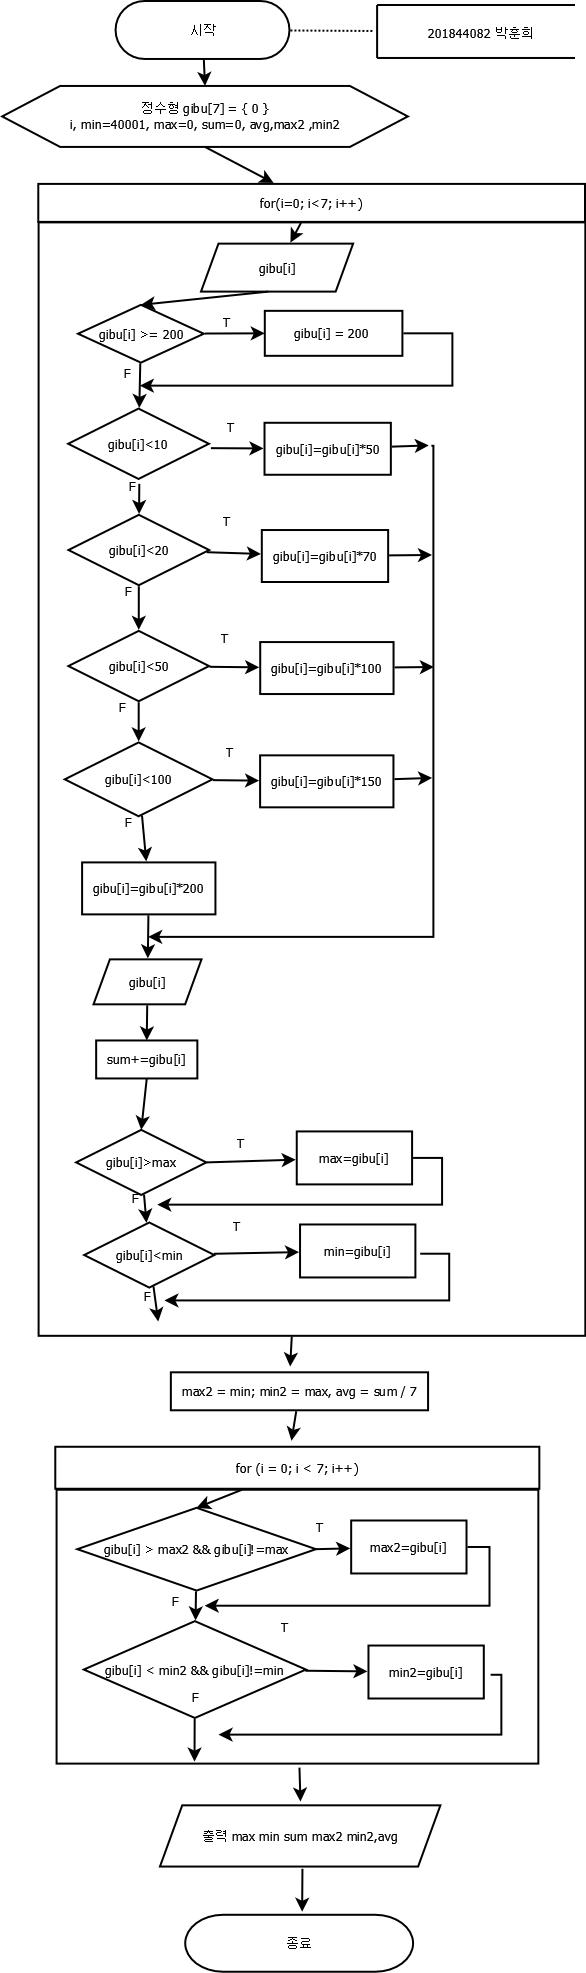 시작
201844082 박훈희
정수형 gibu[7] = { 0 }
i, min=40001, max=0, sum=0, avg,max2 ,min2
for(i=0; i<7; i++)
gibu[i]
gibu[i] >= 200
T
gibu[i] = 200
F
gibu[i]<10
T
gibu[i]=gibu[i]*50
F
gibu[i]<20
T
gibu[i]=gibu[i]*70
F
gibu[i]<50
T
gibu[i]=gibu[i]*100
F
gibu[i]<100
T
gibu[i]=gibu[i]*150
F
gibu[i]=gibu[i]*200
gibu[i]
sum+=gibu[i]
gibu[i]>max
T
max=gibu[i]
F
gibu[i]<min
T
min=gibu[i]
F
max2 = min; min2 = max, avg = sum / 7
for (i = 0; i < 7; i++)
gibu[i] > max2 && gibu[i]!=max
T
max2=gibu[i]
F
gibu[i] < min2 && gibu[i]!=min
T
min2=gibu[i]
F
출력 max min sum max2 min2,avg
종료